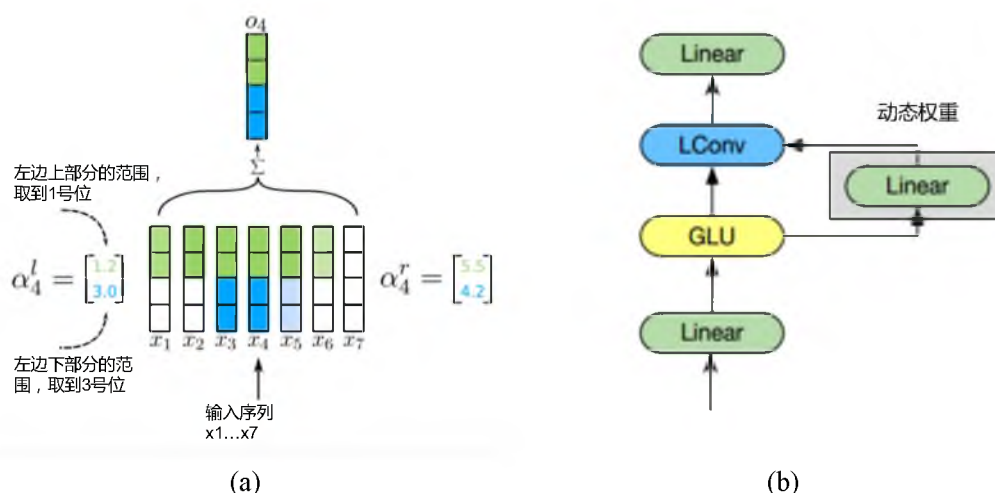 o₄
Σ
左边上部分的范围，
取到1号位
α₄ˡ = [1.2
3.0]
α₄ʳ = [5.5
4.2]
x₁ x₂ x₃ x₄ x₅ x₆ x₇
左边下部分的范
围，取到3号位
输入序列
x1...x7
(a)
Linear
动态权重
LConv
Linear
GLU
Linear
(b)